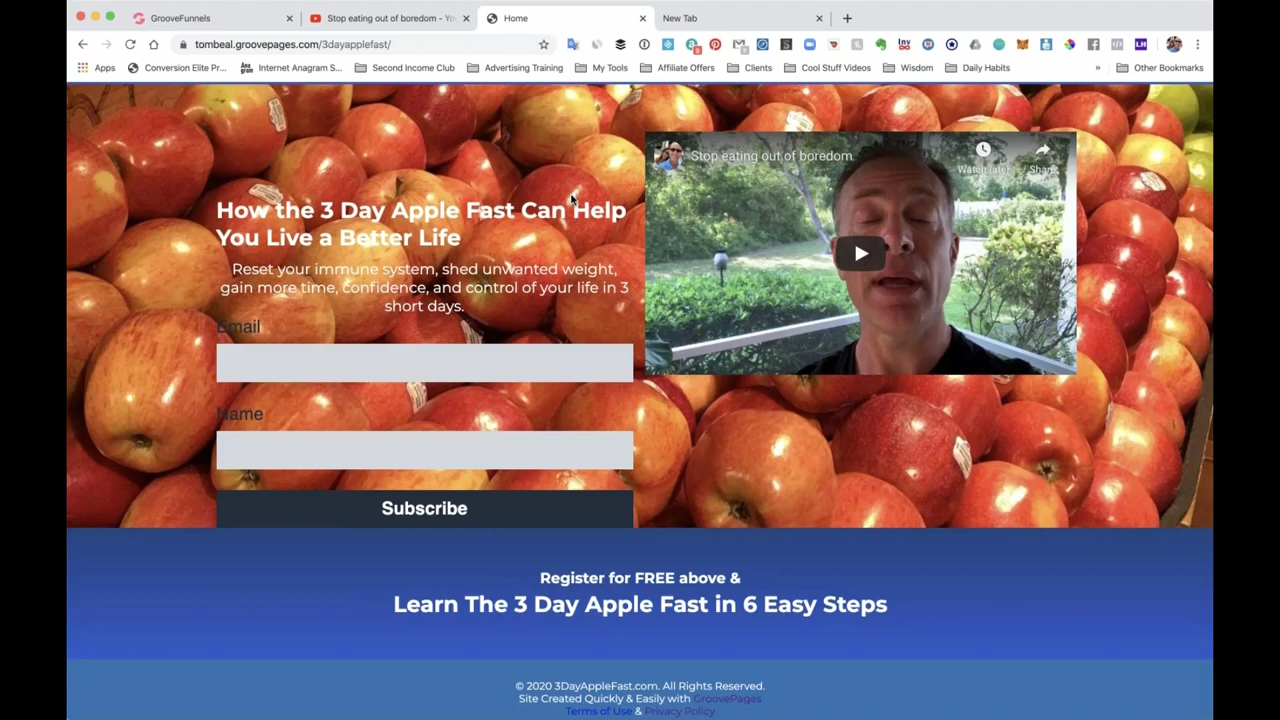 GrooveFunnels
Stop eating out of boredom - Yo
Home
New Tab
tombeal.groovepages.com/3dayapplefast/
Apps
Conversion Elite Pr...
Internet Anagram S...
Second Income Club
Advertising Training
My Tools
Affiliate Offers
Clients
Cool Stuff Videos
Wisdom
Daily Habits
»
Other Bookmarks
Stop eating out of boredom
Watch later
Share
How the 3 Day Apple Fast Can Help
You Live a Better Life
Reset your immune system, shed unwanted weight,
gain more time, confidence, and control of your life in 3
short days.
Email
Name
Subscribe
Register for FREE above &
Learn The 3 Day Apple Fast in 6 Easy Steps
© 2020 3DayAppleFast.com. All Rights Reserved.
Site Created Quickly & Easily with GroovePages
Terms of Use & Privacy Policy